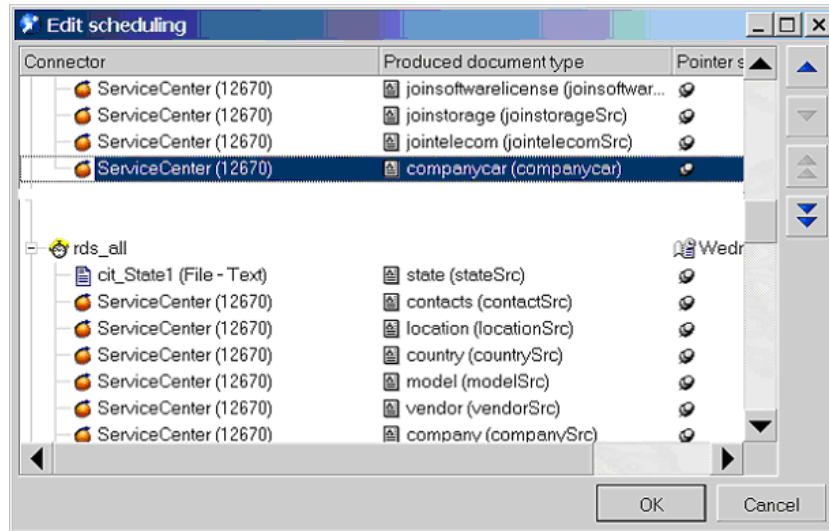 Edit scheduling
Connector Produced document type Pointer s
ServiceCenter (12670) joinsoftwarelicense (joinsoftwar...
ServiceCenter (12670) joinstorage (joinstorageSrc)
ServiceCenter (12670) jointelecom (jointelecomSrc)
ServiceCenter (12670) companycar (companycar)
rds_all Wedr
cit_State1 (File - Text) state (stateSrc)
ServiceCenter (12670) contacts (contactSrc)
ServiceCenter (12670) location (locationSrc)
ServiceCenter (12670) country (countrySrc)
ServiceCenter (12670) model (modelSrc)
ServiceCenter (12670) vendor (vendorSrc)
ServiceCenter (12670) company (companySrc)
OK Cancel